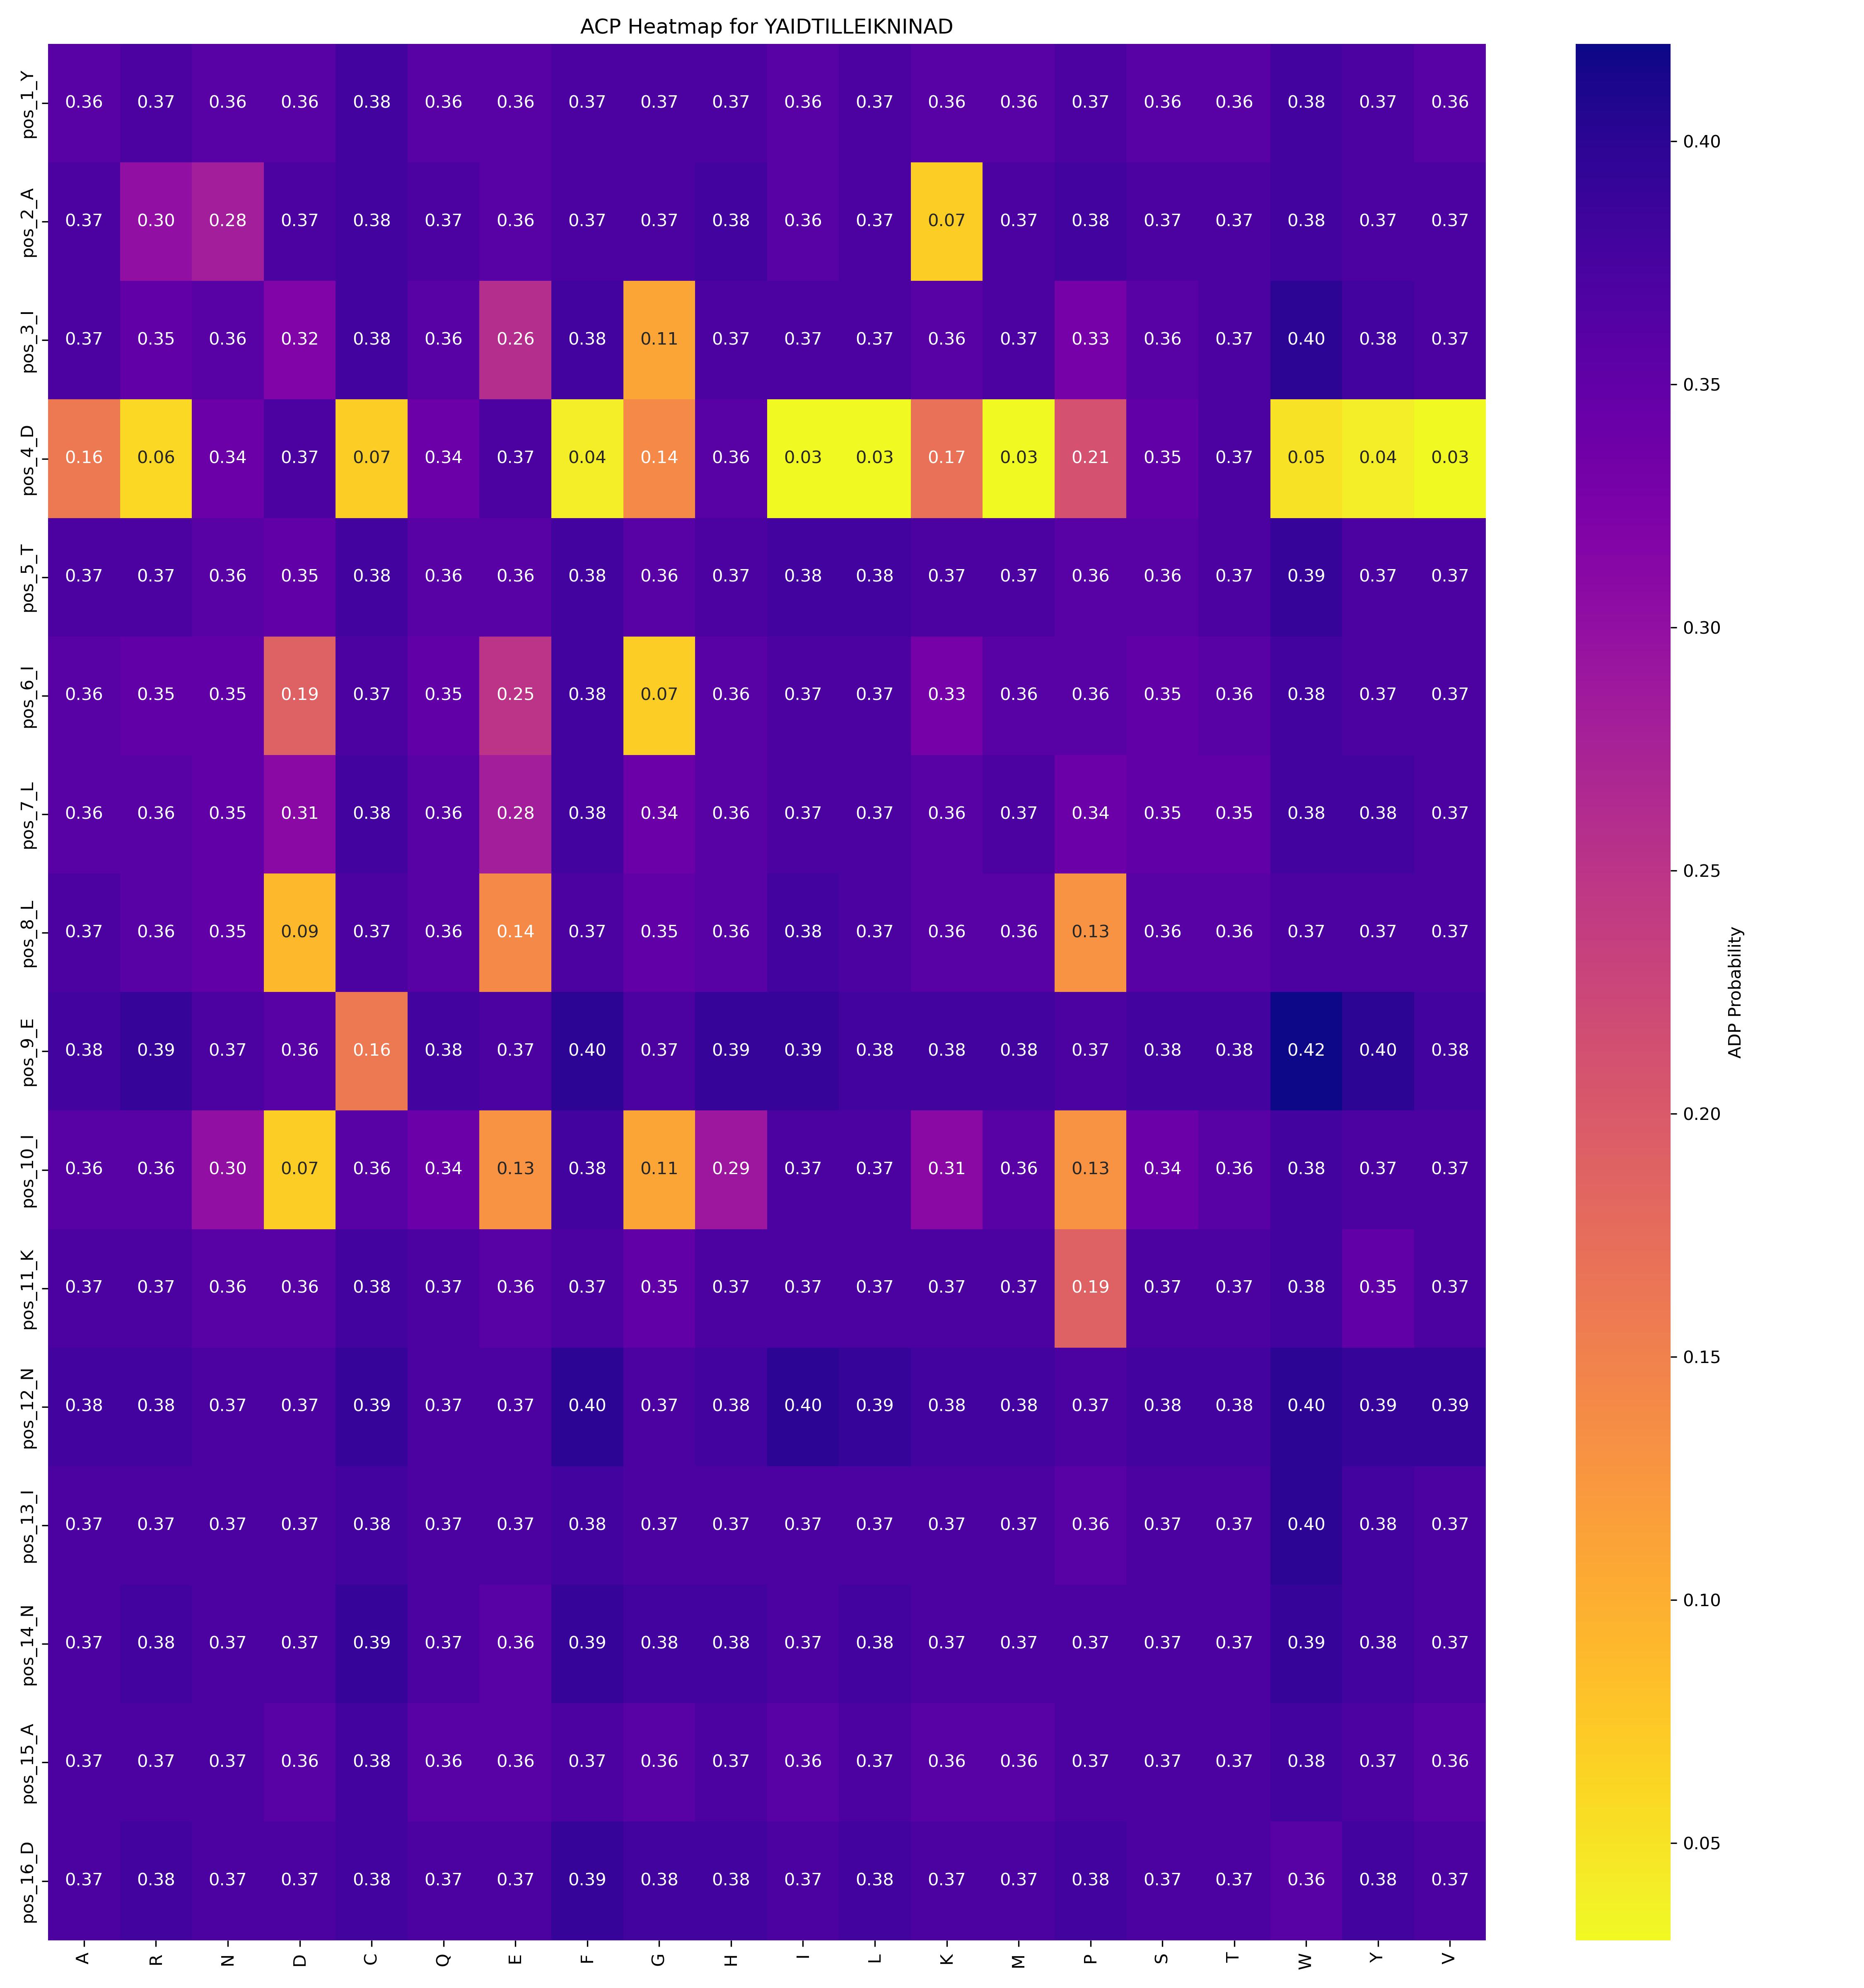 ACP Heatmap for YAIDTILLEIKNINAD
pos_1_Y 0.36 0.37 0.36 0.36 0.38 0.36 0.36 0.37 0.37 0.37 0.36 0.37 0.36 0.36 0.37 0.36 0.36 0.38 0.37 0.36
pos_2_A 0.37 0.30 0.28 0.37 0.38 0.37 0.36 0.37 0.37 0.38 0.36 0.37 0.07 0.37 0.38 0.37 0.37 0.38 0.37 0.37
pos_3_I 0.37 0.35 0.36 0.32 0.38 0.36 0.26 0.38 0.11 0.37 0.37 0.37 0.36 0.37 0.33 0.36 0.37 0.40 0.38 0.37
pos_4_D 0.16 0.06 0.34 0.37 0.07 0.34 0.37 0.04 0.14 0.36 0.03 0.03 0.17 0.03 0.21 0.35 0.37 0.05 0.04 0.03
pos_5_T 0.37 0.37 0.36 0.35 0.38 0.36 0.36 0.38 0.36 0.37 0.38 0.38 0.37 0.37 0.36 0.36 0.37 0.39 0.37 0.37
pos_6_I 0.36 0.35 0.35 0.19 0.37 0.35 0.25 0.38 0.07 0.36 0.37 0.37 0.33 0.36 0.36 0.35 0.36 0.38 0.37 0.37
pos_7_L 0.36 0.36 0.35 0.31 0.38 0.36 0.28 0.38 0.34 0.36 0.37 0.37 0.36 0.37 0.34 0.35 0.35 0.38 0.38 0.37
pos_8_L 0.37 0.36 0.35 0.09 0.37 0.36 0.14 0.37 0.35 0.36 0.38 0.37 0.36 0.36 0.13 0.36 0.36 0.37 0.37 0.37
pos_9_E 0.38 0.39 0.37 0.36 0.16 0.38 0.37 0.40 0.37 0.39 0.39 0.38 0.38 0.38 0.37 0.38 0.38 0.42 0.40 0.38
pos_10_I 0.36 0.36 0.30 0.07 0.36 0.34 0.13 0.38 0.11 0.29 0.37 0.37 0.31 0.36 0.13 0.34 0.36 0.38 0.37 0.37
pos_11_K 0.37 0.37 0.36 0.36 0.38 0.37 0.36 0.37 0.35 0.37 0.37 0.37 0.37 0.37 0.19 0.37 0.37 0.38 0.35 0.37
pos_12_N 0.38 0.38 0.37 0.37 0.39 0.37 0.37 0.40 0.37 0.38 0.40 0.39 0.38 0.38 0.37 0.38 0.38 0.40 0.39 0.39
pos_13_I 0.37 0.37 0.37 0.37 0.38 0.37 0.37 0.38 0.37 0.37 0.37 0.37 0.37 0.37 0.36 0.37 0.37 0.40 0.38 0.37
pos_14_N 0.37 0.38 0.37 0.37 0.39 0.37 0.36 0.39 0.38 0.38 0.37 0.38 0.37 0.37 0.37 0.37 0.37 0.39 0.38 0.37
pos_15_A 0.37 0.37 0.37 0.36 0.38 0.36 0.36 0.37 0.36 0.37 0.36 0.37 0.36 0.36 0.37 0.37 0.37 0.38 0.37 0.36
pos_16_D 0.37 0.38 0.37 0.37 0.38 0.37 0.37 0.39 0.38 0.38 0.37 0.38 0.37 0.37 0.38 0.37 0.37 0.36 0.38 0.37
A R N D C Q E F G H I L K M P S T W Y V
0.40
0.35
0.30
0.25
0.20
0.15
0.10
0.05
ADP Probability